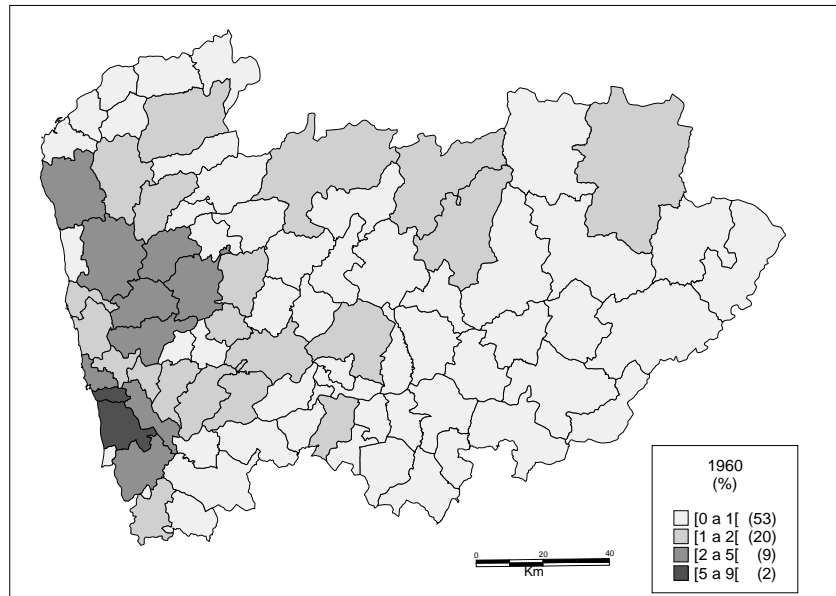 1960
(%)
[0 a 1[ (53)
[1 a 2[ (20)
[2 a 5[ (9)
[5 a 9[ (2)
0 20 40
Km